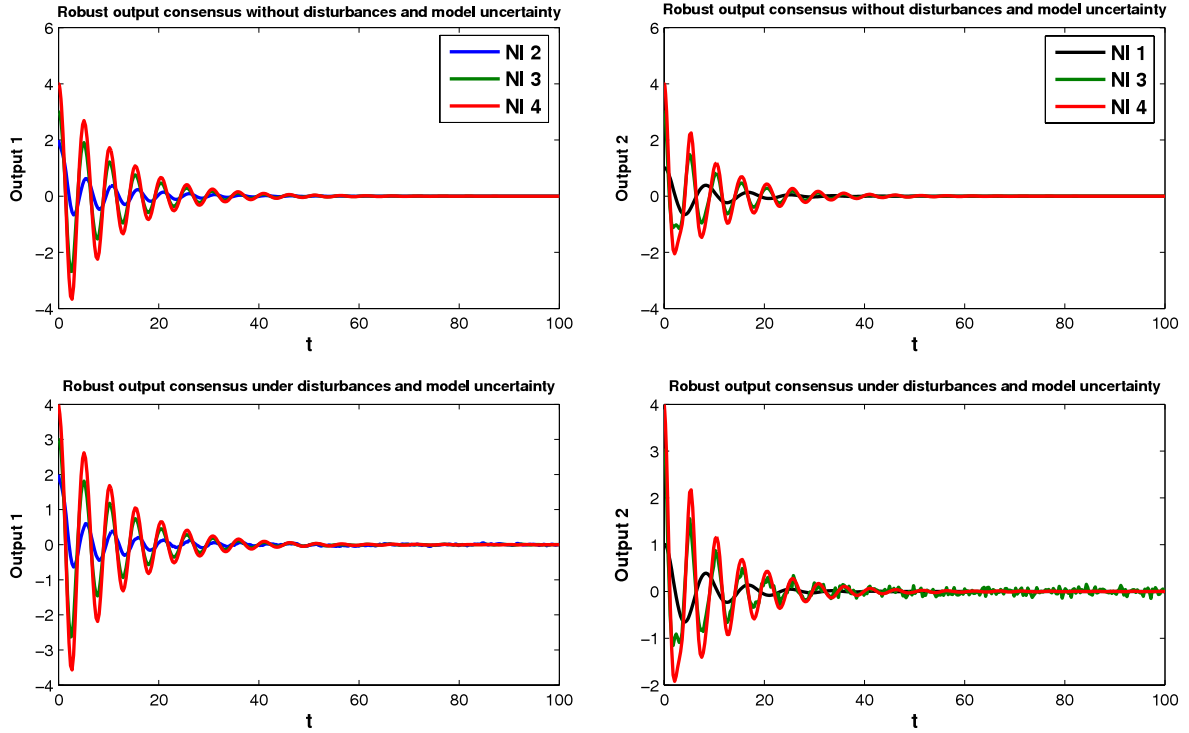 Robust output consensus without disturbances and model uncertainty
6
4
2
0
−2
−4
Output 1
0 20 40 60 80 100
t
NI 2
NI 3
NI 4
Robust output consensus without disturbances and model uncertainty
6
4
2
0
−2
−4
Output 2
0 20 40 60 80 100
t
NI 1
NI 3
NI 4
Robust output consensus under disturbances and model uncertainty
4
3
2
1
0
−1
−2
−3
−4
Output 1
0 20 40 60 80 100
t
Robust output consensus under disturbances and model uncertainty
4
3
2
1
0
−1
−2
Output 2
0 20 40 60 80 100
t